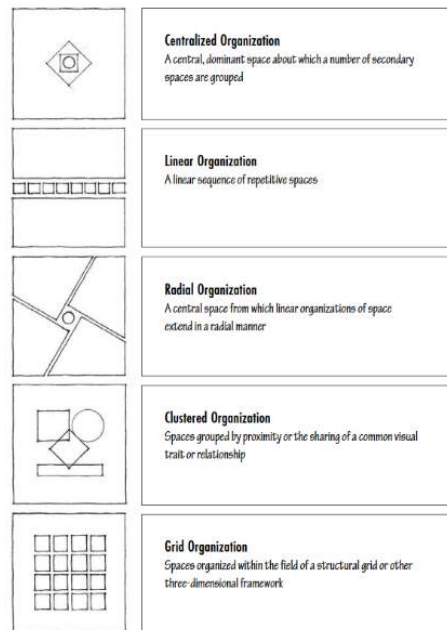 Centralized Organization
A central, dominant space about which a number of secondary
spaces are grouped
Linear Organization
A linear sequence of repetitive spaces
Radial Organization
A central space from which linear organizations of space
extend in a radial manner
Clustered Organization
Spaces grouped by proximity or the sharing of a common visual
trait or relationship
Grid Organization
Spaces organized within the field of a structural grid or other
three-dimensional framework